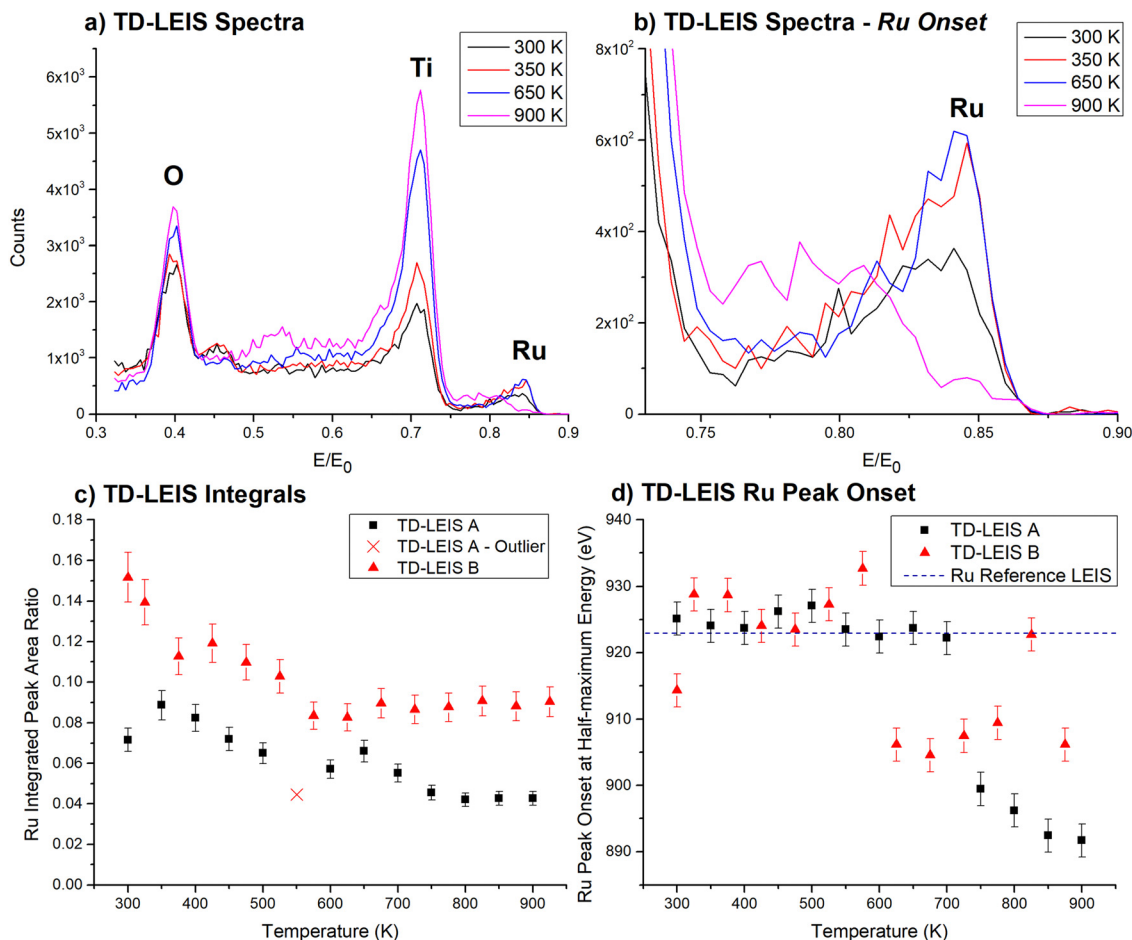 a) TD-LEIS Spectra
300 K
350 K
650 K
900 K
O
Ti
Ru
Counts
6x10³
5x10³
4x10³
3x10³
2x10³
1x10³
0
0.3 0.4 0.5 0.6 0.7 0.8 0.9
E/E₀
b) TD-LEIS Spectra - Ru Onset
300 K
350 K
650 K
900 K
Ru
8x10²
6x10²
4x10²
2x10²
0
0.75 0.80 0.85 0.90
E/E₀
c) TD-LEIS Integrals
TD-LEIS A
TD-LEIS A - Outlier
TD-LEIS B
Ru Integrated Peak Area Ratio
0.18
0.16
0.14
0.12
0.10
0.08
0.06
0.04
0.02
0.00
300 400 500 600 700 800 900
Temperature (K)
d) TD-LEIS Ru Peak Onset
TD-LEIS A
TD-LEIS B
Ru Reference LEIS
Ru Peak Onset at Half-maximum Energy (eV)
940
930
920
910
900
890
300 400 500 600 700 800 900
Temperature (K)